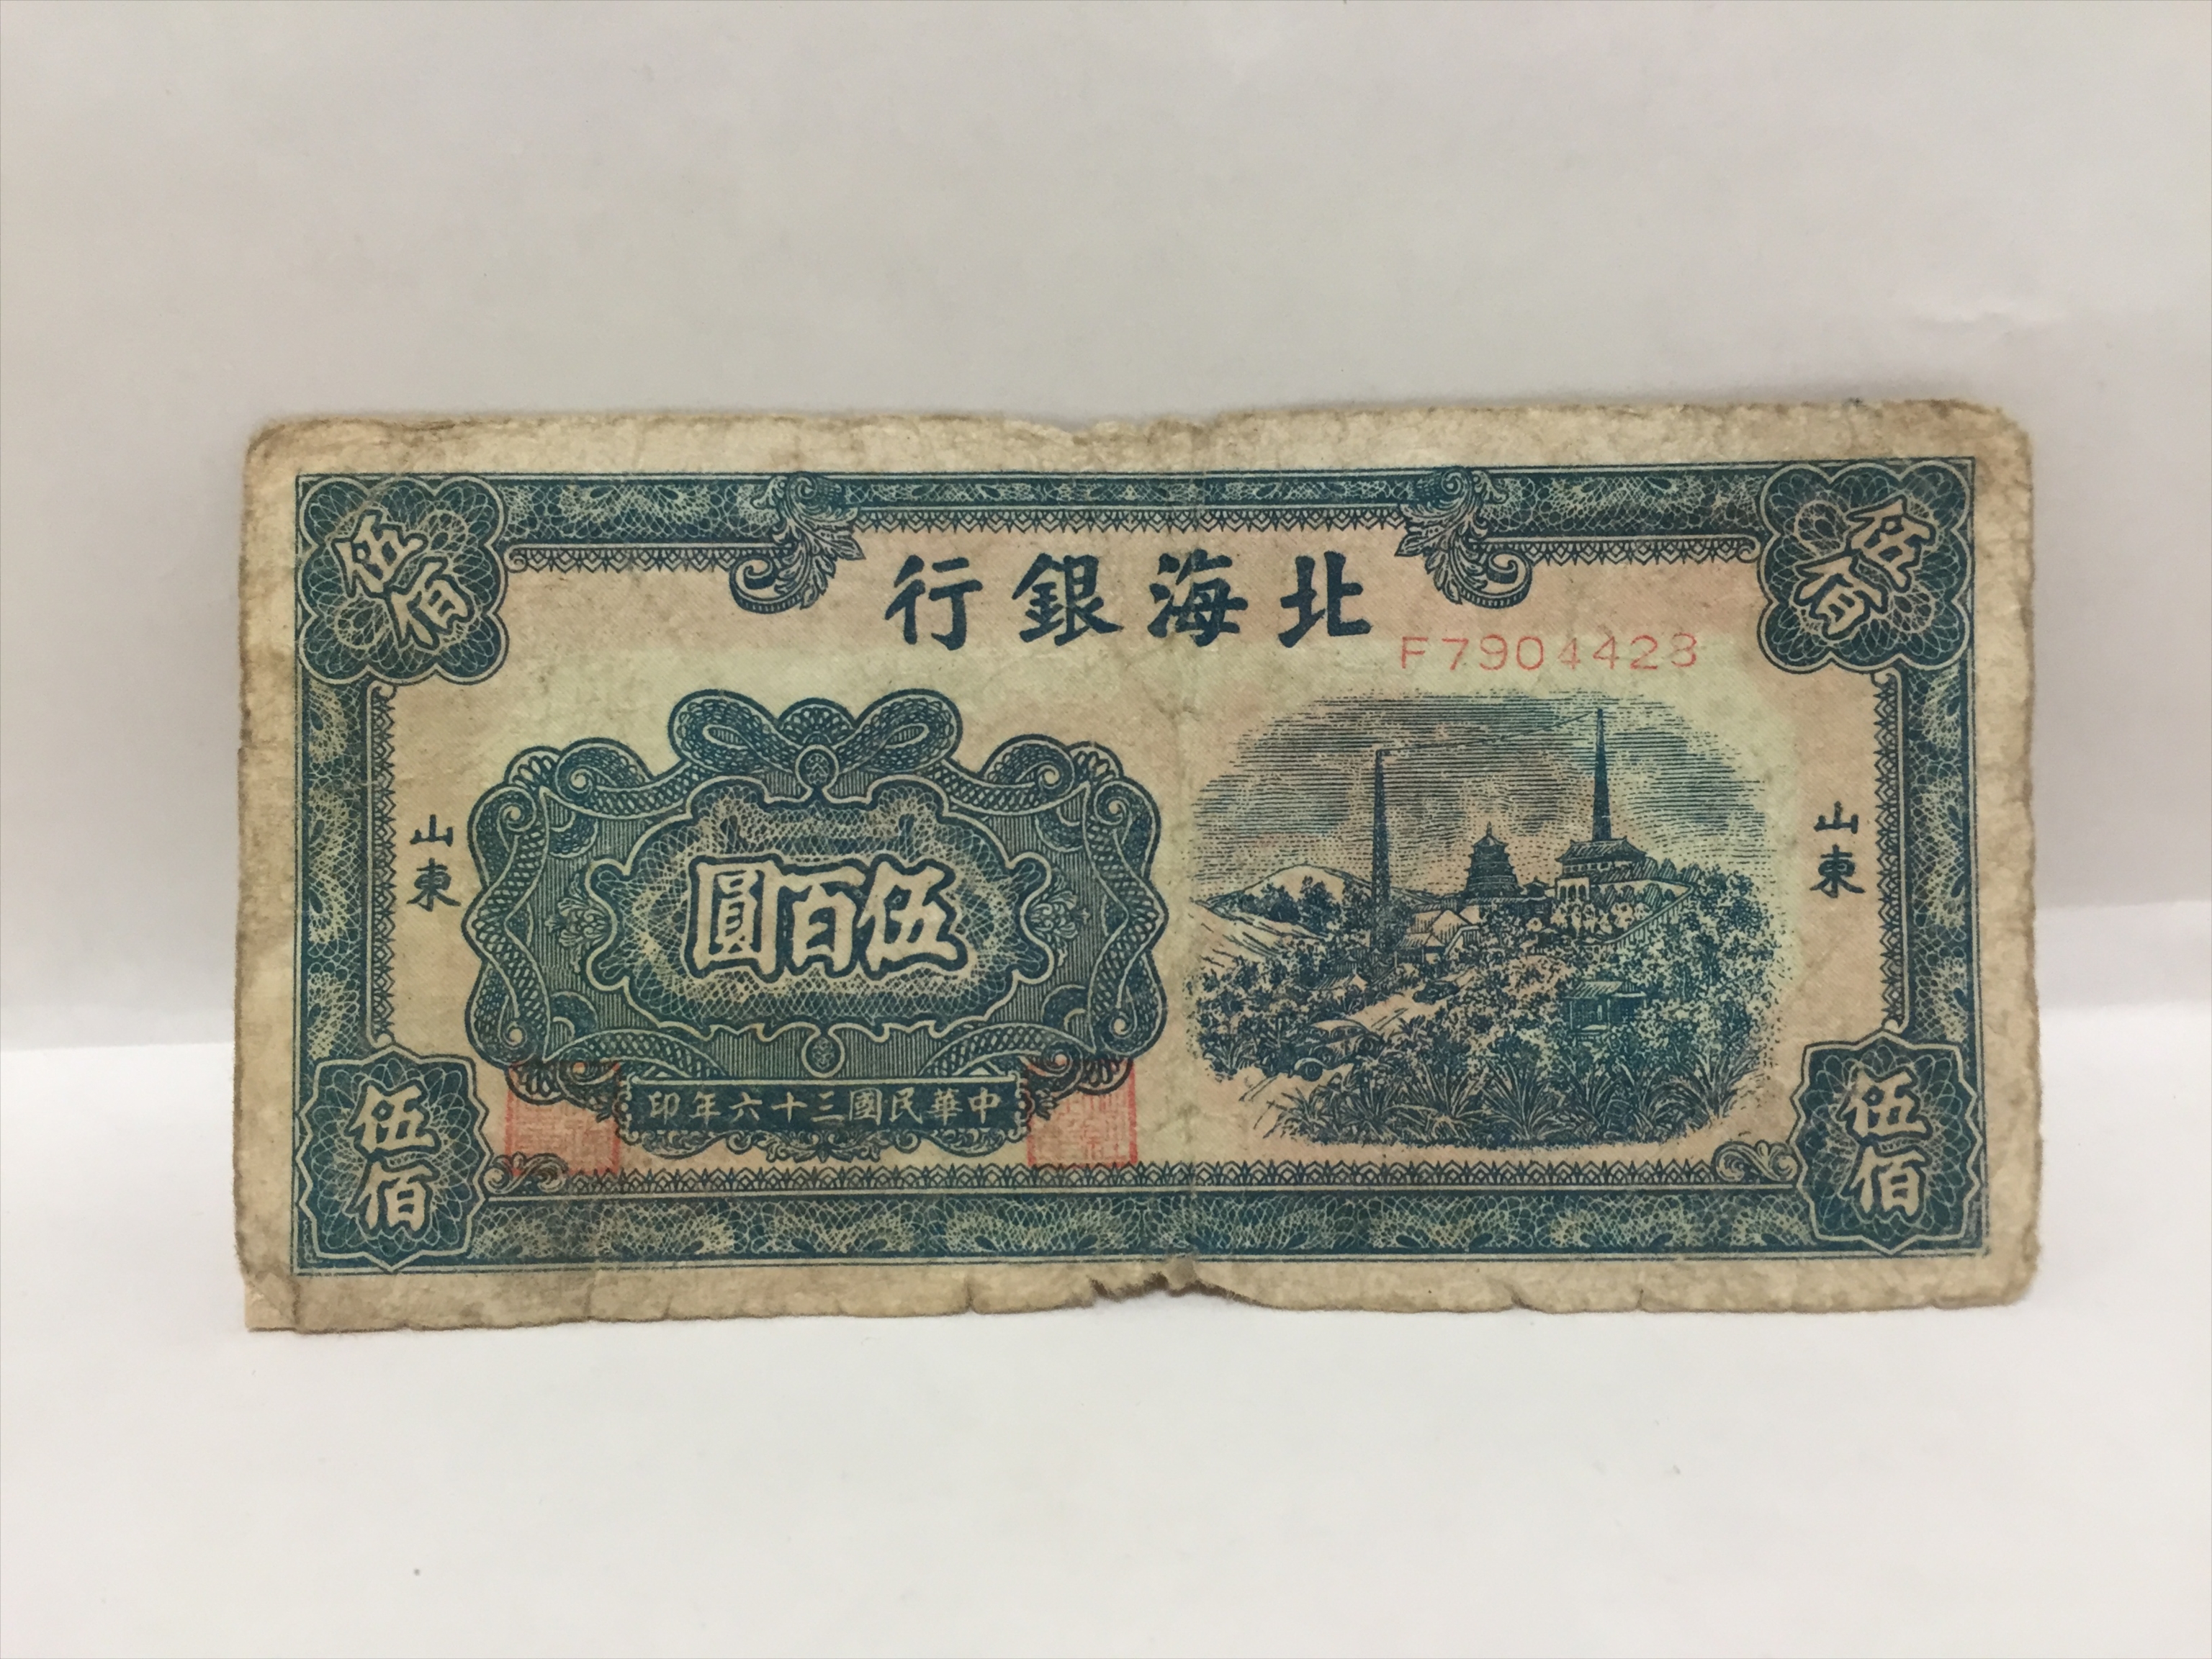 北海銀行
F7904428
伍佰
伍佰
山東
山東
伍百圓
中華民國三十六年印
伍佰
伍佰